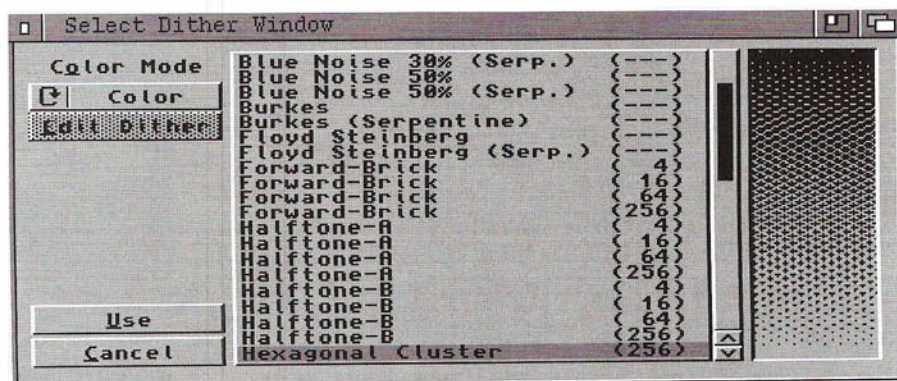 Select Dither Window
Color Mode
Color
Edit Dither
Use
Cancel
Blue Noise 30% (Serp.) (---)
Blue Noise 50% (---)
Blue Noise 50% (Serp.) (---)
Burkes (---)
Burkes (Serpentine) (---)
Floyd Steinberg (---)
Floyd Steinberg (Serp.) (---)
Forward-Brick ( 4)
Forward-Brick ( 16)
Forward-Brick ( 64)
Forward-Brick (256)
Halftone-A ( 4)
Halftone-A ( 16)
Halftone-A ( 64)
Halftone-A (256)
Halftone-B ( 4)
Halftone-B ( 16)
Halftone-B ( 64)
Halftone-B (256)
Hexagonal Cluster (256)